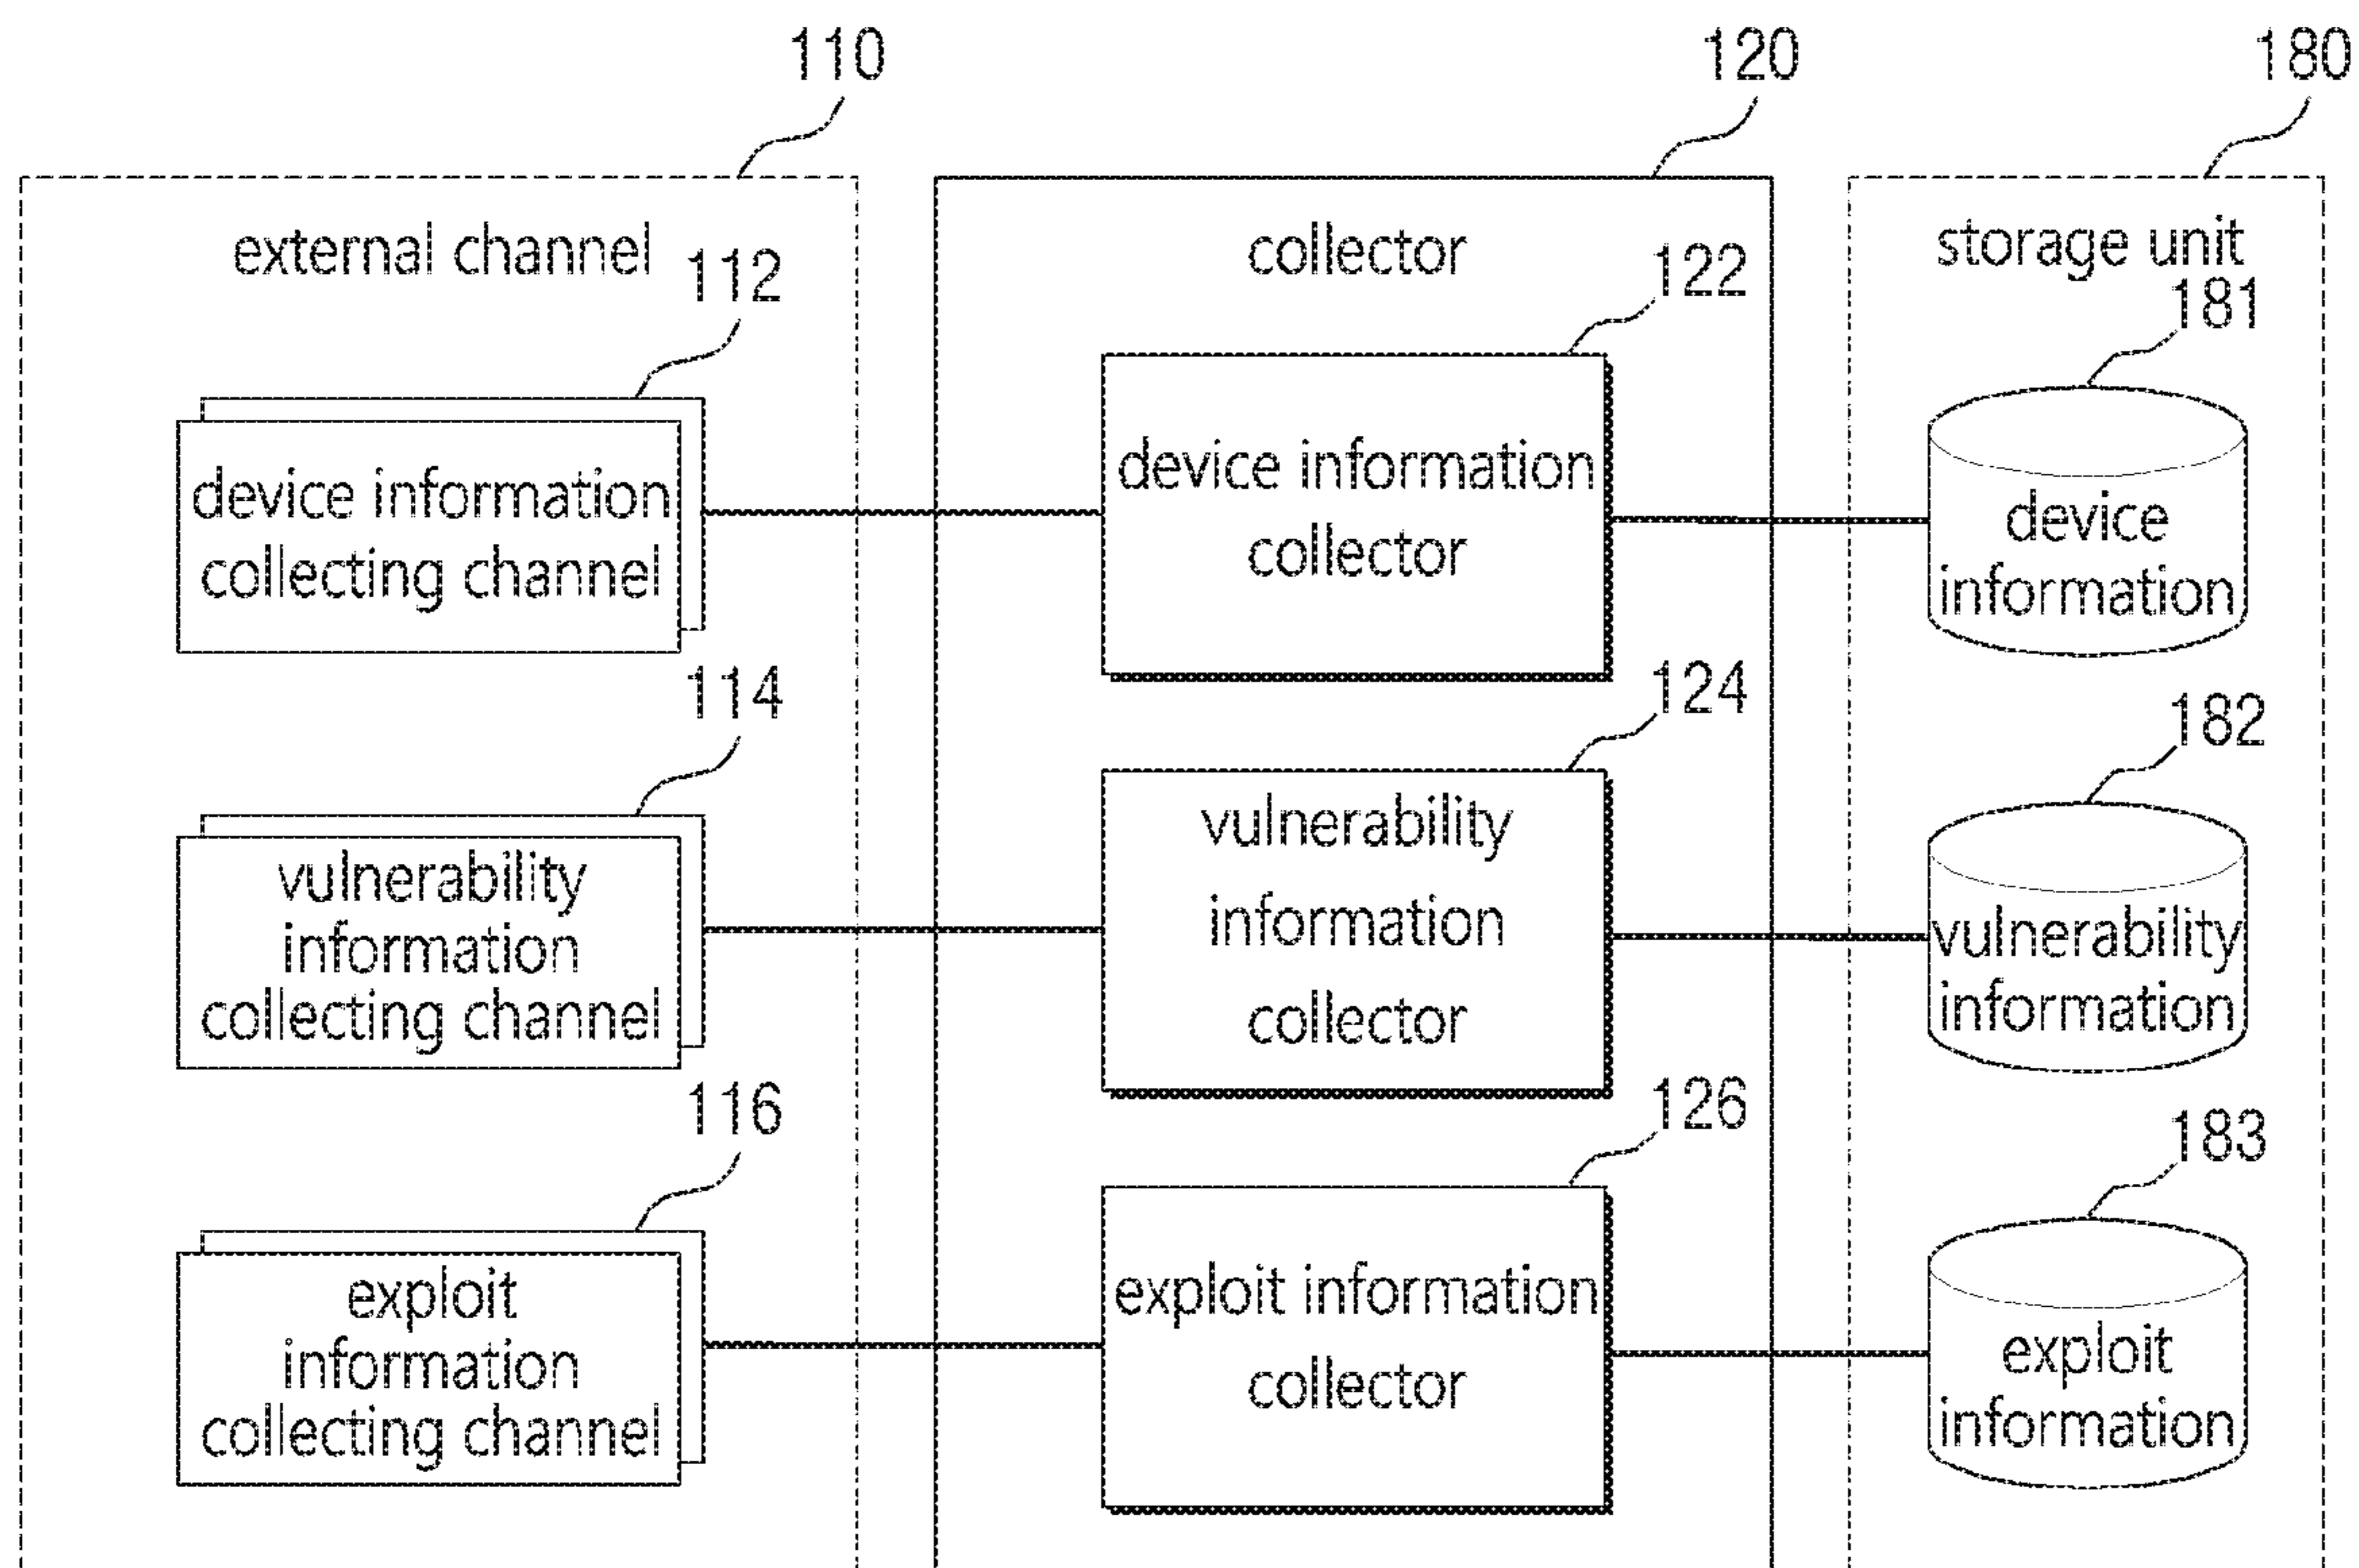 110
120
180
external channel
collector
storage unit
112
122
181
device information
collecting channel
device information
collector
device
information
114
124
182
vulnerability
information
collecting channel
vulnerability
information
collector
vulnerability
information
116
126
183
exploit
information
collecting channel
exploit information
collector
exploit
information